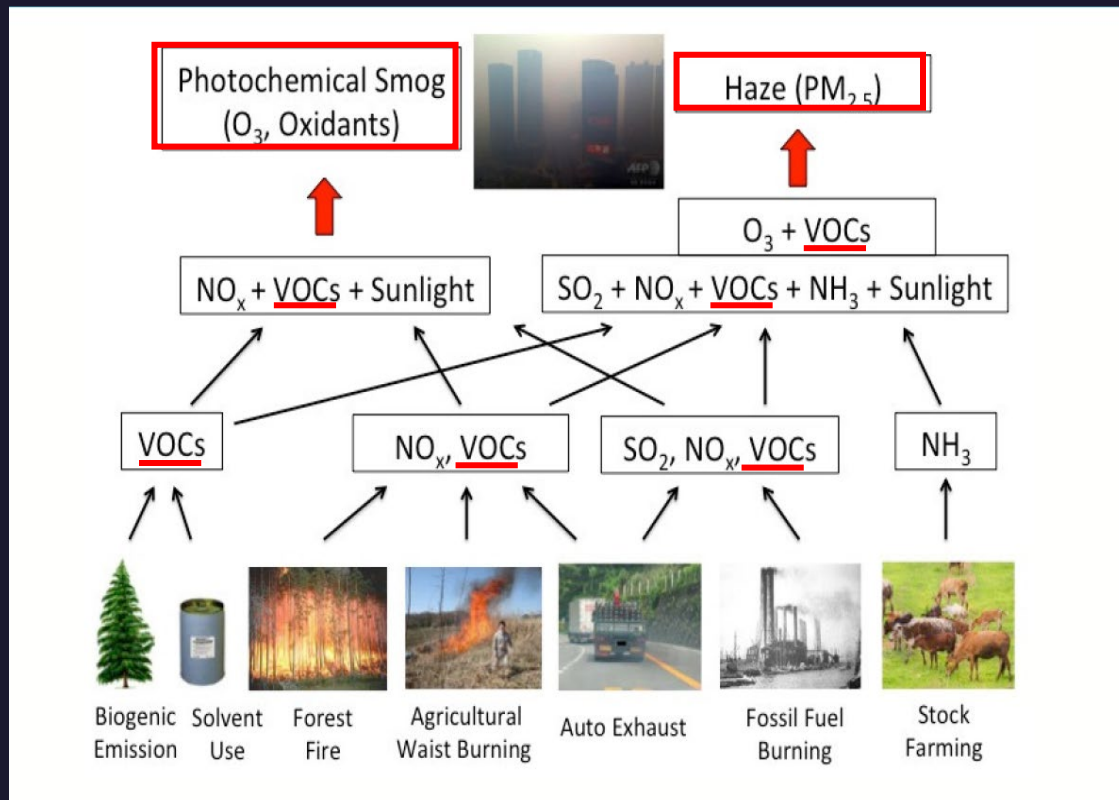 Photochemical Smog
(O₃, Oxidants)
Haze (PM₂.₅)
AFP
O₃ + VOCs
NOₓ + VOCs + Sunlight
SO₂ + NOₓ + VOCs + NH₃ + Sunlight
VOCs
NOₓ, VOCs
SO₂, NOₓ, VOCs
NH₃
Biogenic
Emission
Solvent
Use
Forest
Fire
Agricultural
Waist Burning
Auto Exhaust
Fossil Fuel
Burning
Stock
Farming